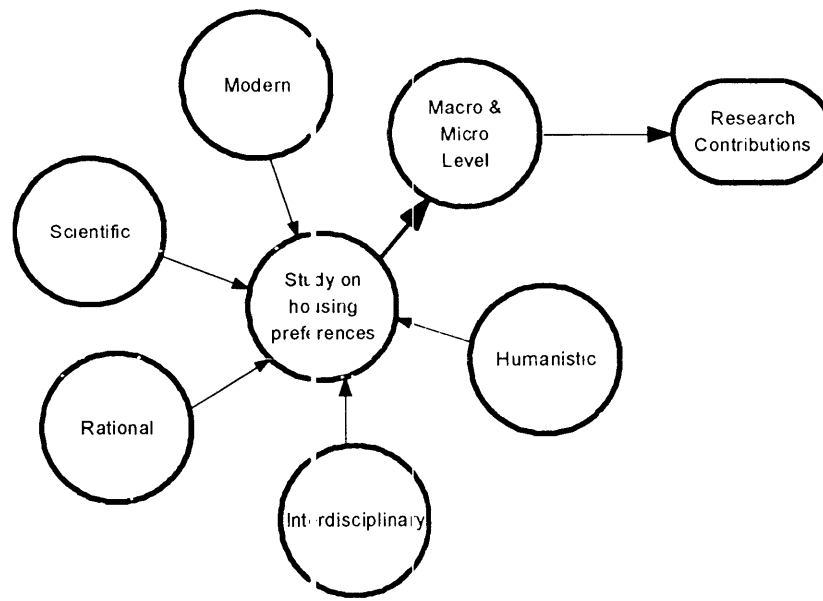 Modern
Macro &
Micro
Level
Research
Contributions
Scientific
Study on
housing
preferences
Humanistic
Rational
Interdisciplinary